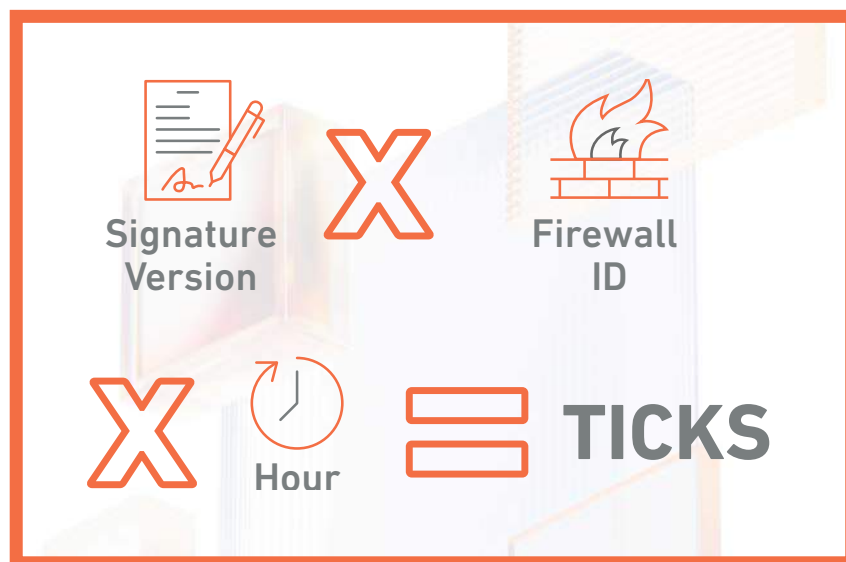 Signature
Version
X
Firewall
ID
X
Hour
=
TICKS